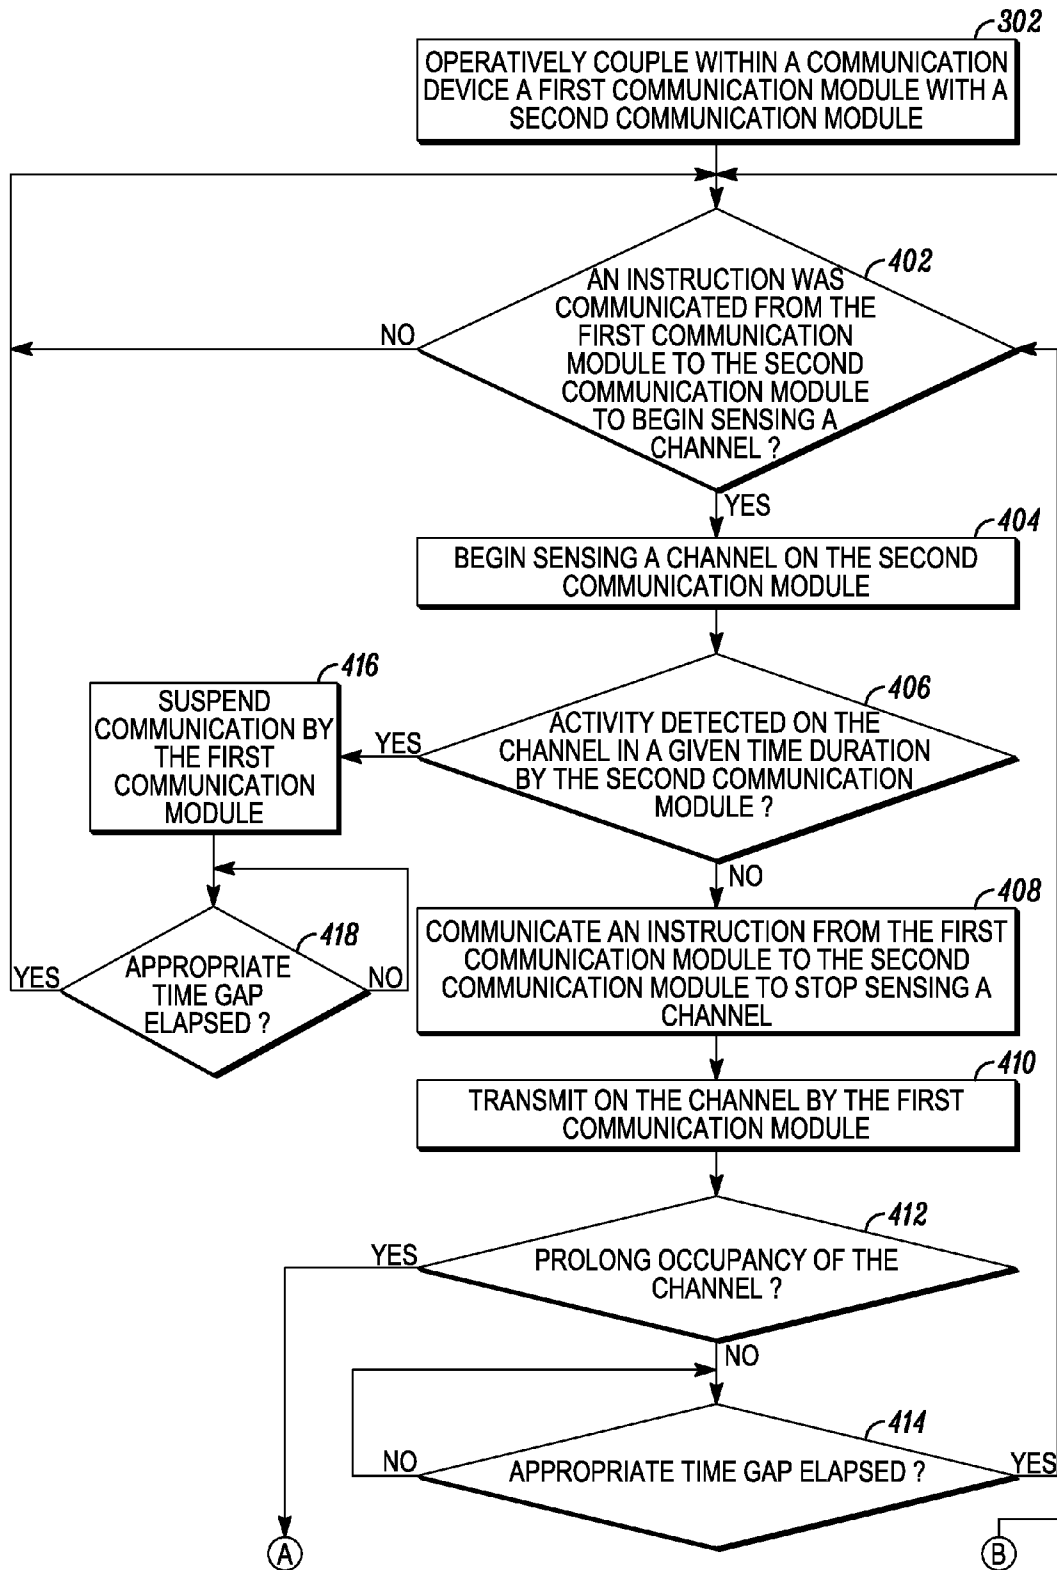 302
OPERATIVELY COUPLE WITHIN A COMMUNICATION
DEVICE A FIRST COMMUNICATION MODULE WITH A
SECOND COMMUNICATION MODULE
402
AN INSTRUCTION WAS
COMMUNICATED FROM THE
FIRST COMMUNICATION
MODULE TO THE SECOND
COMMUNICATION MODULE
TO BEGIN SENSING A
CHANNEL ?
NO
YES
404
BEGIN SENSING A CHANNEL ON THE SECOND
COMMUNICATION MODULE
406
ACTIVITY DETECTED ON THE
CHANNEL IN A GIVEN TIME DURATION
BY THE SECOND COMMUNICATION
MODULE ?
YES
NO
416
SUSPEND
COMMUNICATION BY
THE FIRST
COMMUNICATION
MODULE
418
APPROPRIATE
TIME GAP
ELAPSED ?
YES
NO
408
COMMUNICATE AN INSTRUCTION FROM THE FIRST
COMMUNICATION MODULE TO THE SECOND
COMMUNICATION MODULE TO STOP SENSING A
CHANNEL
410
TRANSMIT ON THE CHANNEL BY THE FIRST
COMMUNICATION MODULE
412
PROLONG OCCUPANCY OF THE
CHANNEL ?
YES
NO
414
APPROPRIATE TIME GAP ELAPSED ?
NO
YES
A
B